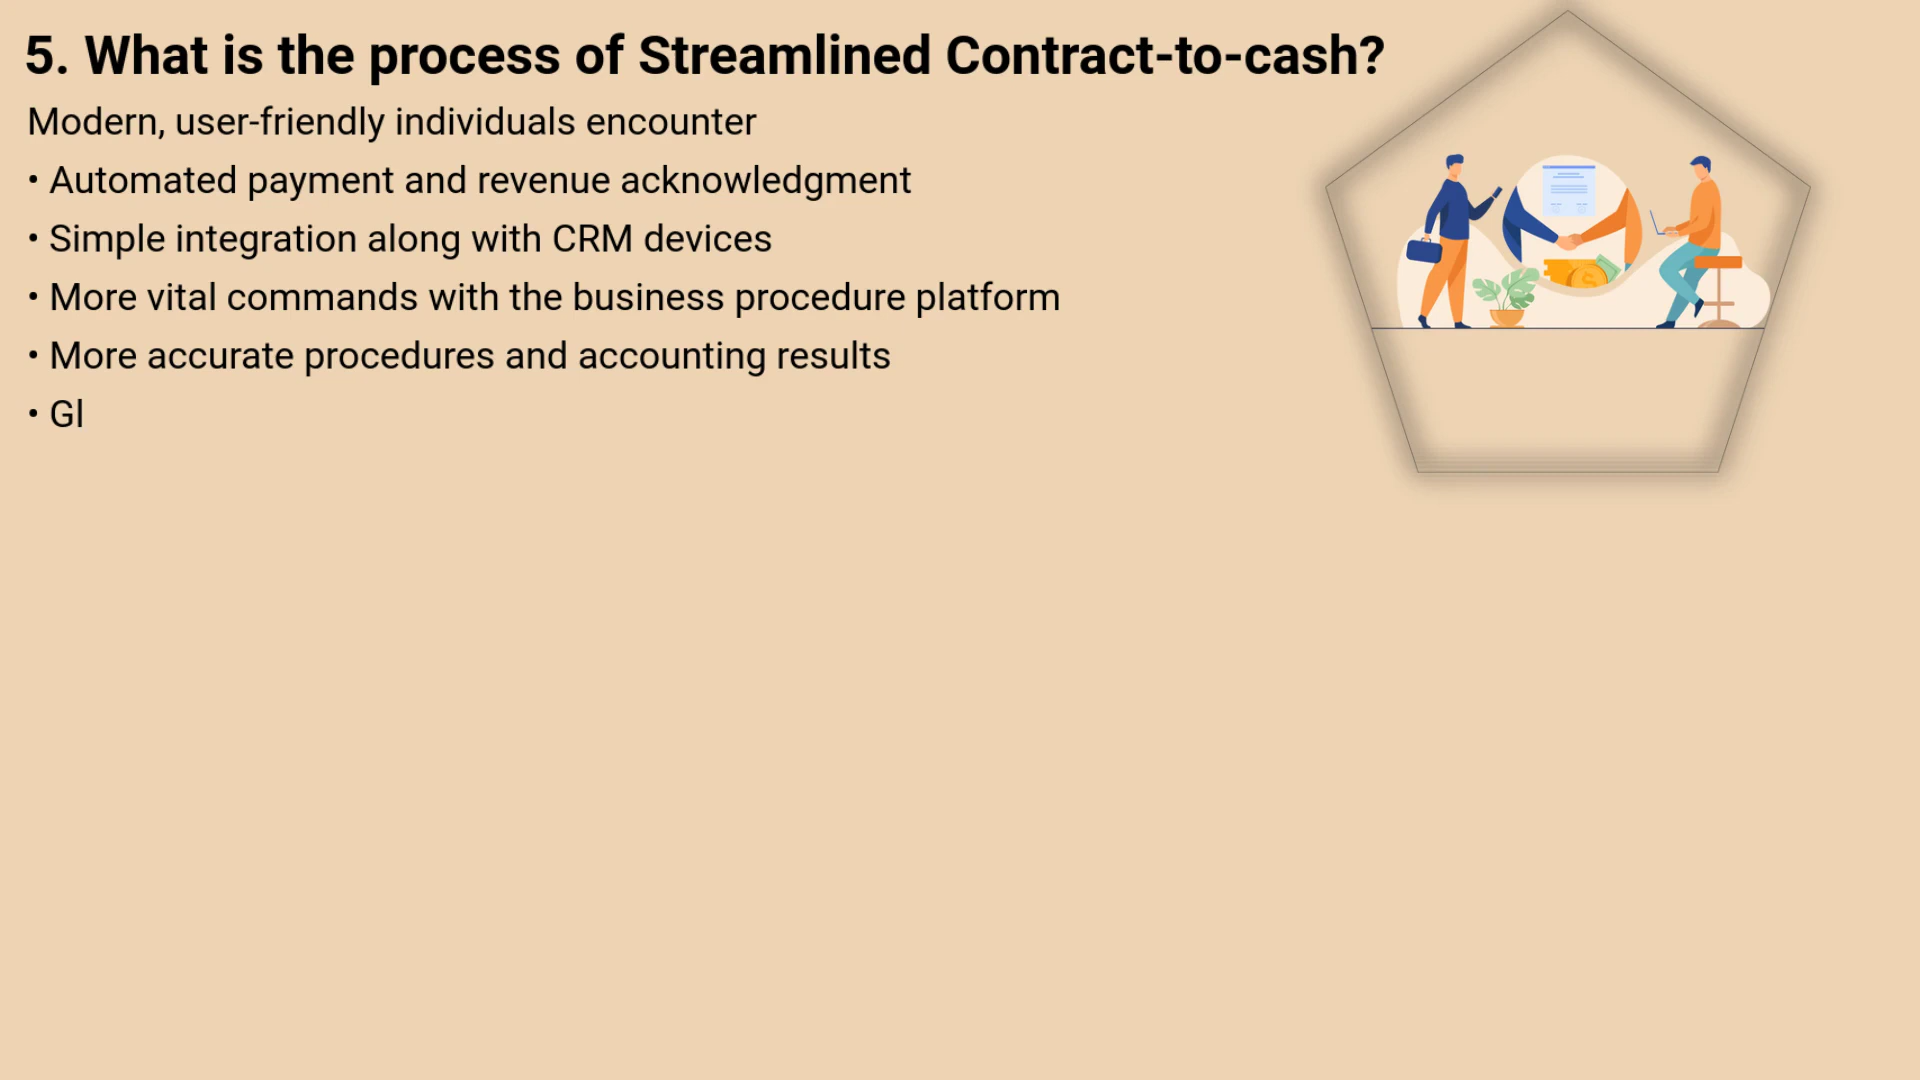 5. What is the process of Streamlined Contract-to-cash?
Modern, user-friendly individuals encounter
• Automated payment and revenue acknowledgment
• Simple integration along with CRM devices
• More vital commands with the business procedure platform
• More accurate procedures and accounting results
• Gl